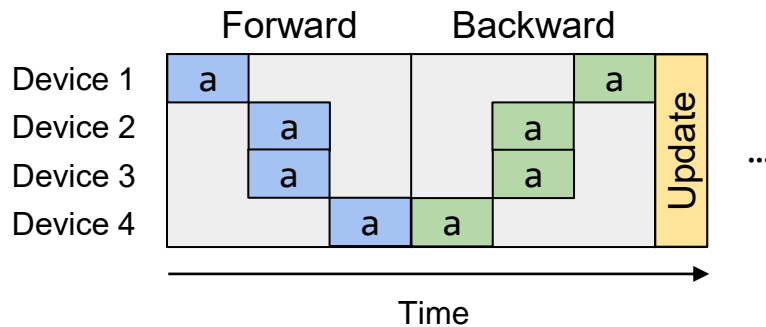 Forward Backward
Device 1 a a
Device 2 a a
Device 3 a a
Device 4 a a
Update
...
Time